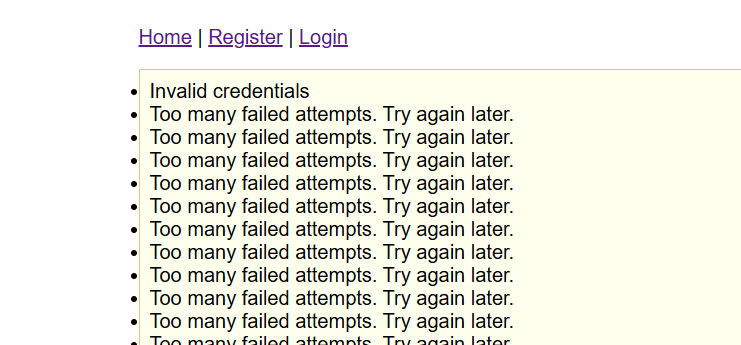 Home | Register | Login
Invalid credentials
Too many failed attempts. Try again later.
Too many failed attempts. Try again later.
Too many failed attempts. Try again later.
Too many failed attempts. Try again later.
Too many failed attempts. Try again later.
Too many failed attempts. Try again later.
Too many failed attempts. Try again later.
Too many failed attempts. Try again later.
Too many failed attempts. Try again later.
Too many failed attempts. Try again later.
Too many failed attempts. Try again later.